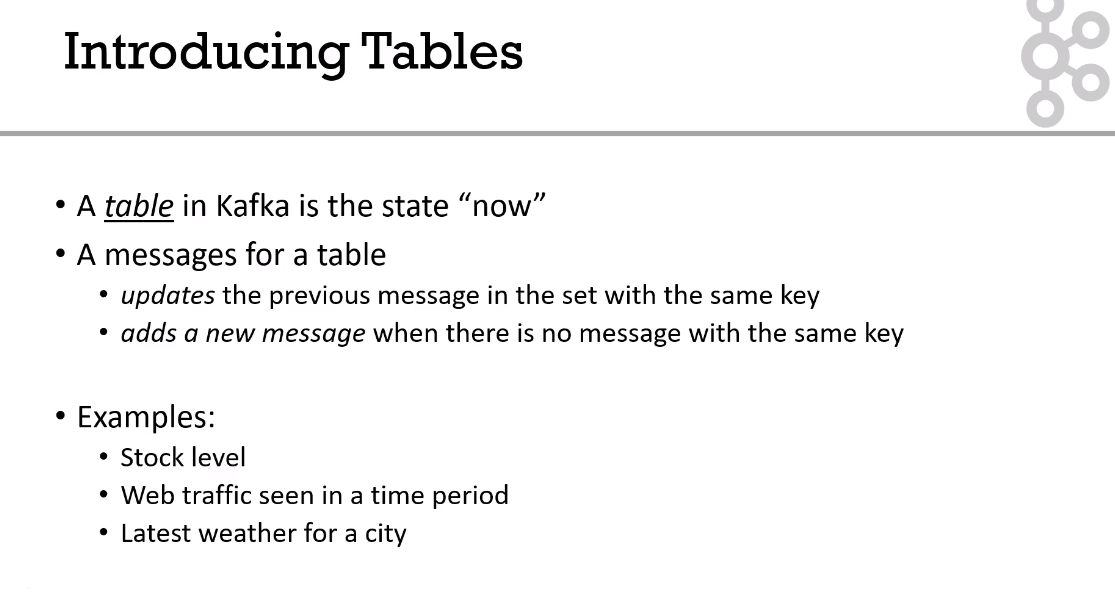 Introducing Tables
• A table in Kafka is the state “now”
• A messages for a table
• updates the previous message in the set with the same key
• adds a new message when there is no message with the same key
• Examples:
• Stock level
• Web traffic seen in a time period
• Latest weather for a city